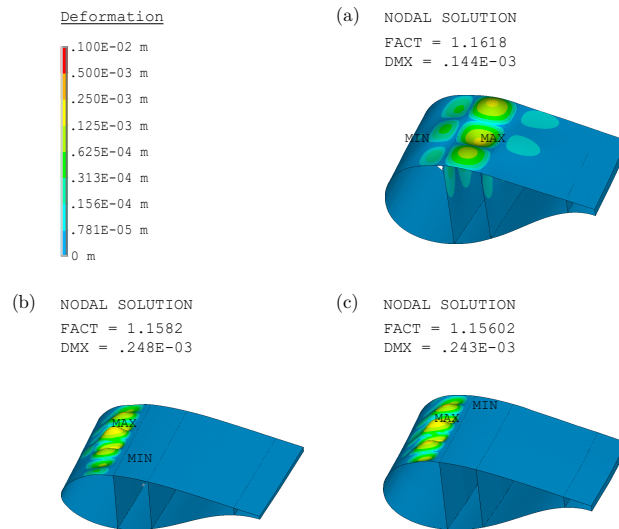 Deformation
.100E-02 m
.500E-03 m
.250E-03 m
.125E-03 m
.625E-04 m
.313E-04 m
.156E-04 m
.781E-05 m
0 m
(a) NODAL SOLUTION
FACT = 1.1618
DMX = .144E-03
MIN MAX
(b) NODAL SOLUTION
FACT = 1.1582
DMX = .248E-03
MAX
MIN
(c) NODAL SOLUTION
FACT = 1.15602
DMX = .243E-03
MIN
MAX